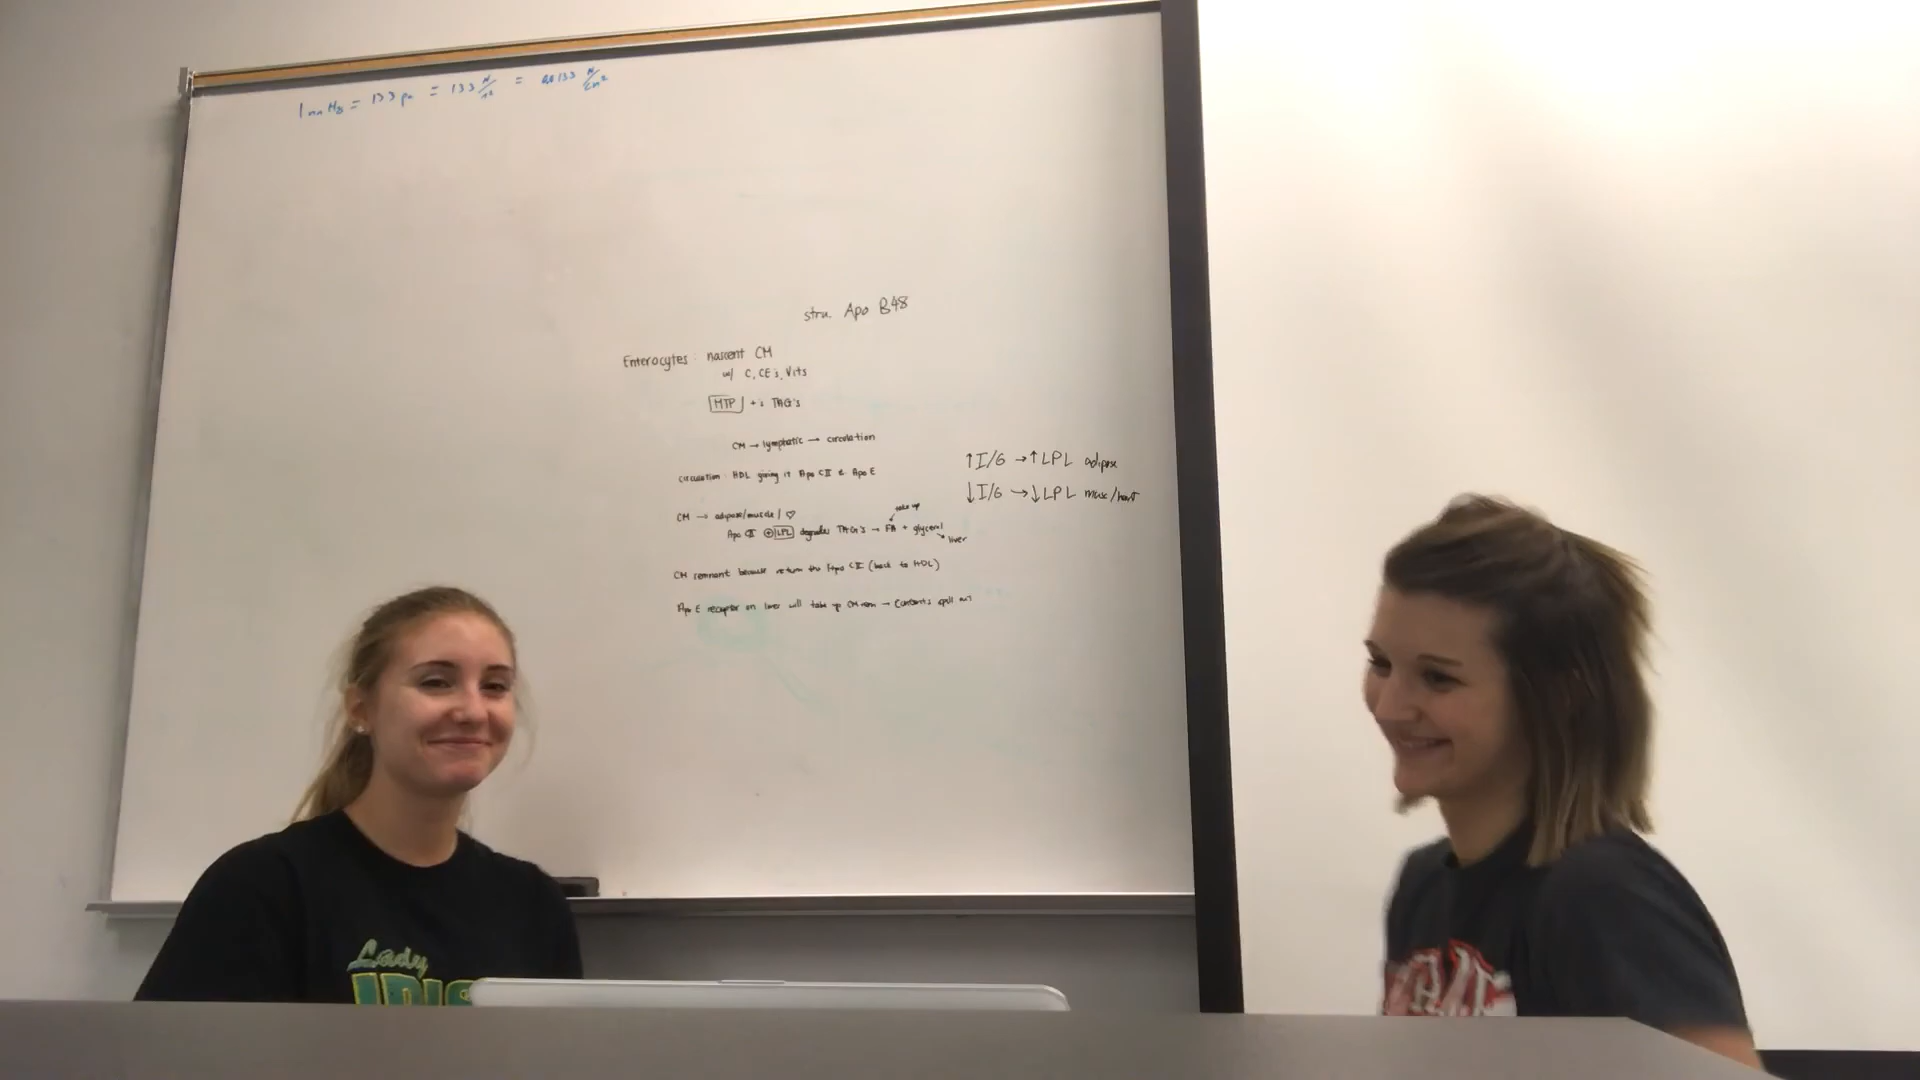 1 mmHg = 133 pa = 133 N/m² = 0.0133 N/cm²
stru. Apo B48
Enterocytes: nascent CM
w/ C, CE's, Vits
MTP +'s TAG's
CM → lymphatic → circulation
circulation: HDL giving it Apo CII & Apo E
↑I/G → ↑LPL adipose
↓I/G → ↓LPL musc/heart
CM → adipose/muscle/♡
take up
Apo CII ⊕ LPL degrades TAG's → FA + glycerol
liver
CM remnant because return the Apo CII (back to HDL)
Apo E receptor on liver will take up CM rem → contents spill out
Lady